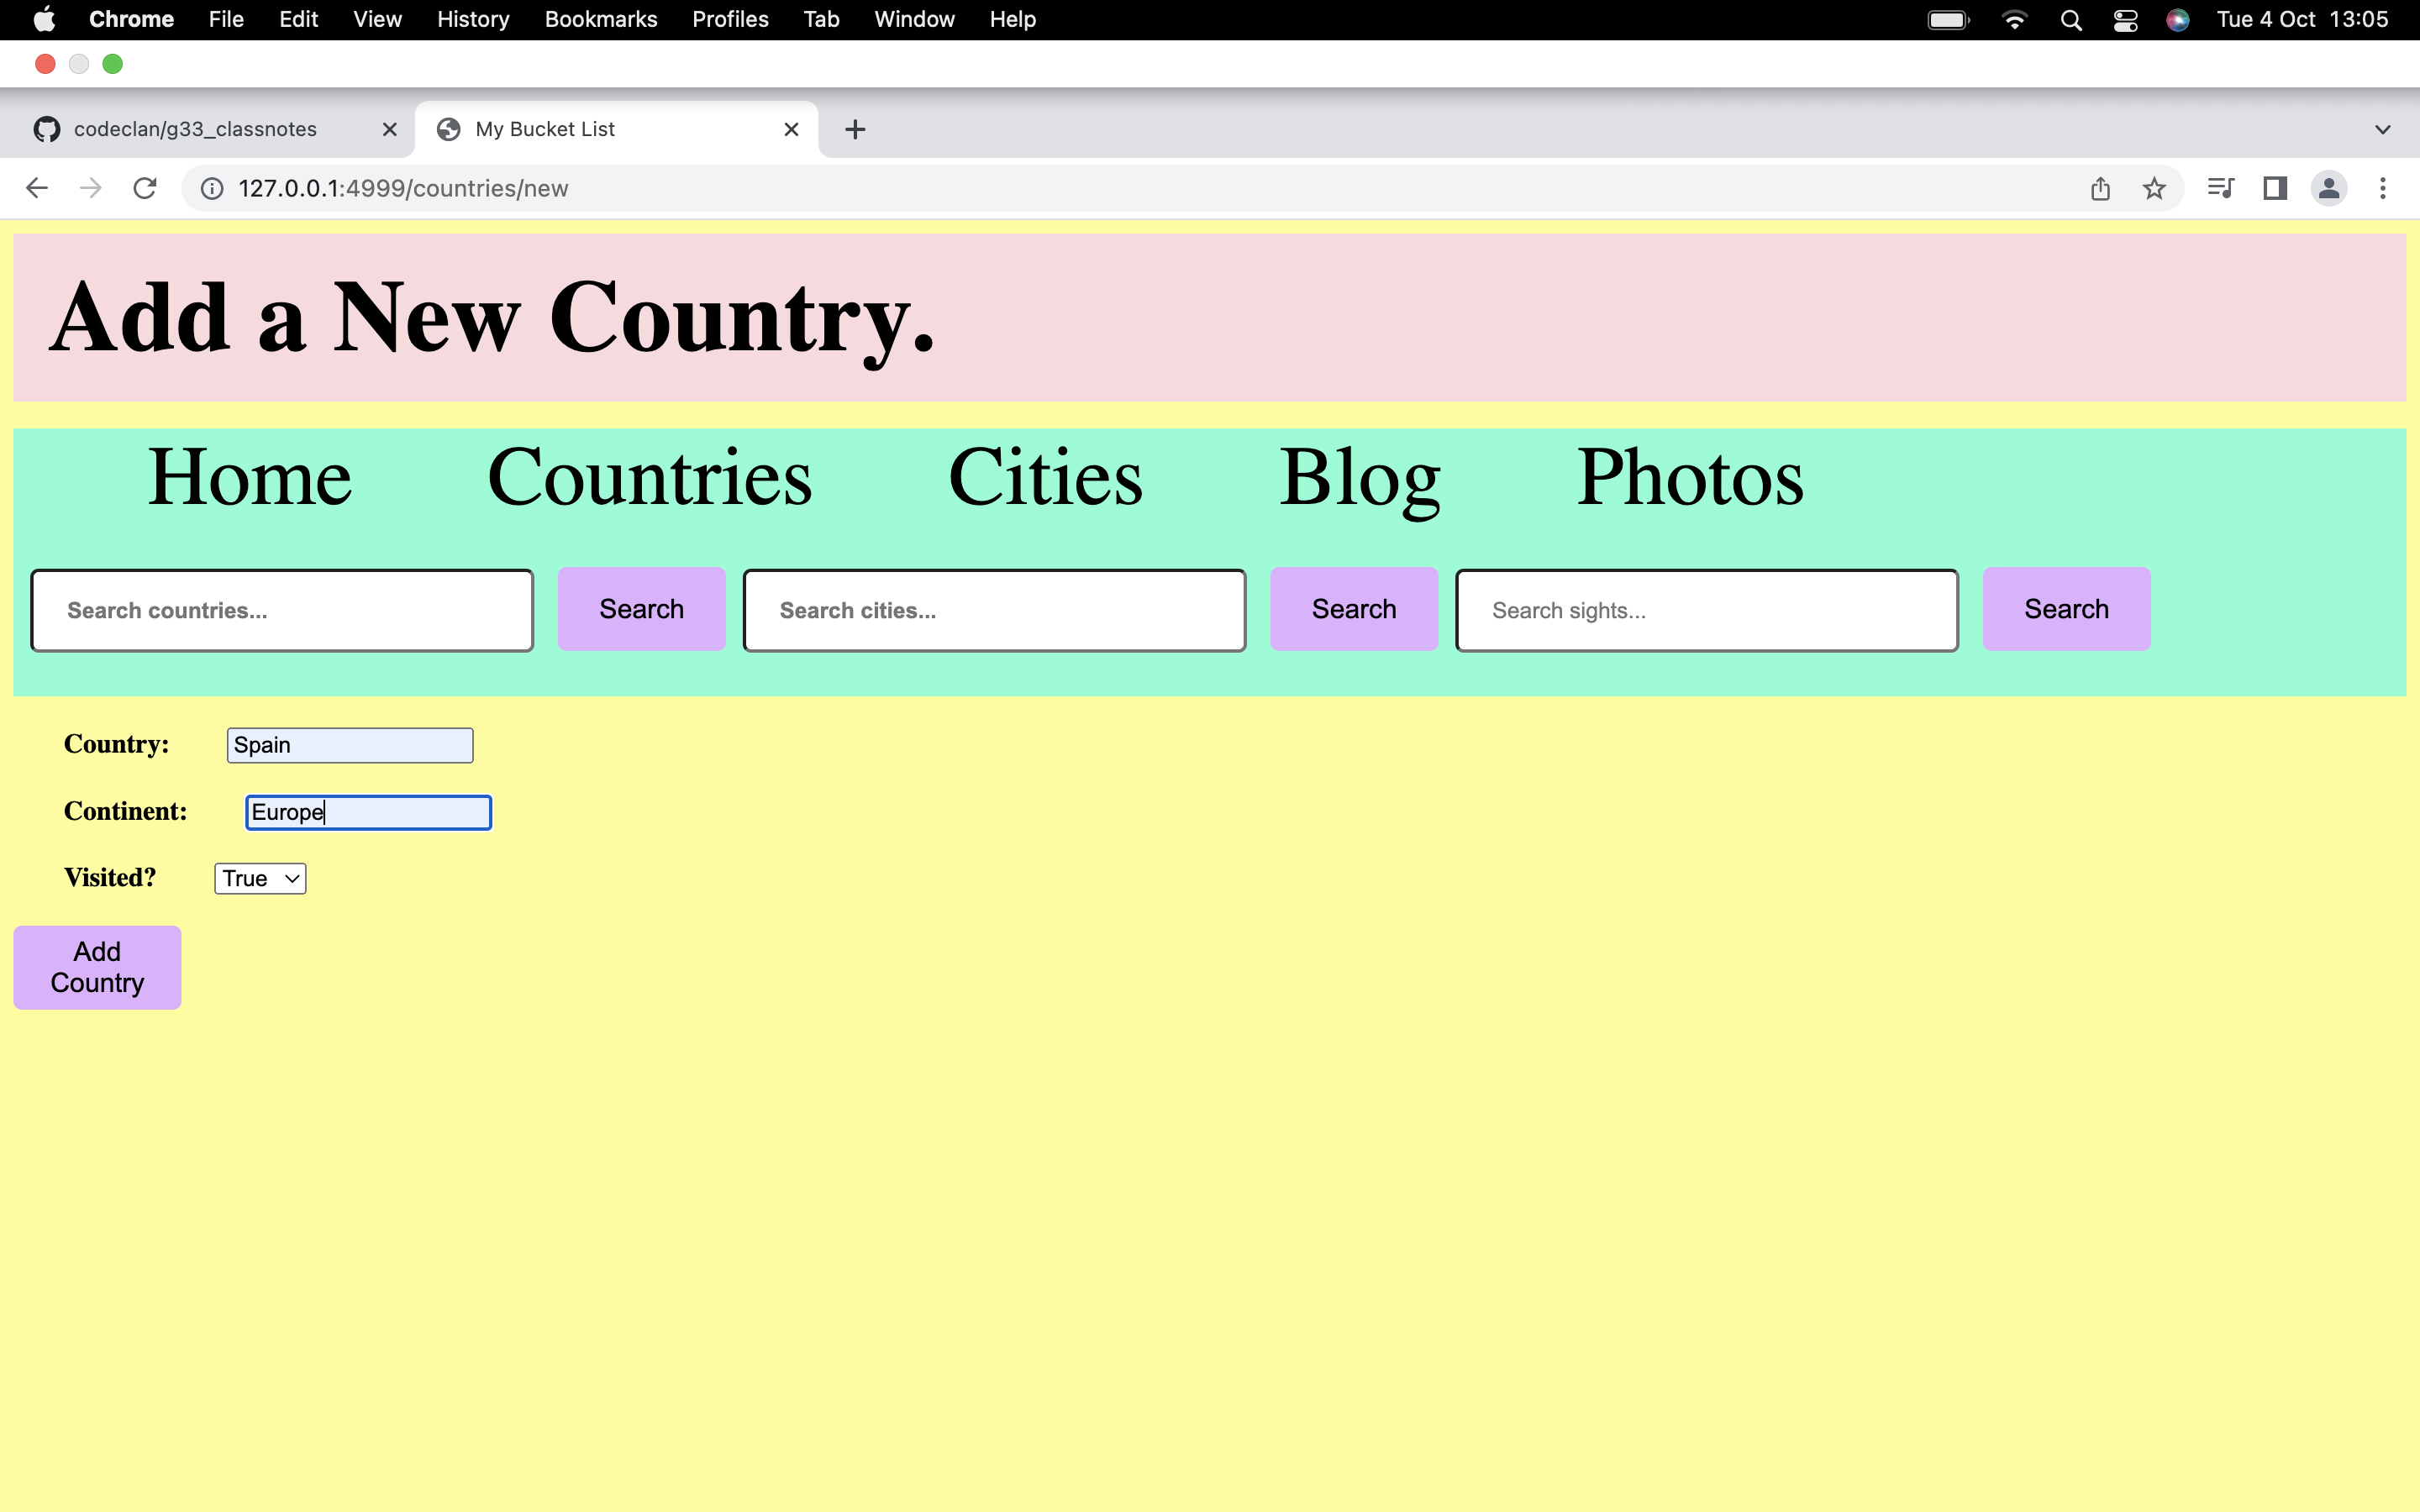 Chrome File Edit View History Bookmarks Profiles Tab Window Help Tue 4 Oct 13:05
codeclan/g33_classnotes My Bucket List
127.0.0.1:4999/countries/new
Add a New Country.
Home Countries Cities Blog Photos
Search countries... Search Search cities... Search Search sights... Search
Country: Spain
Continent: Europe
Visited? True
Add
Country